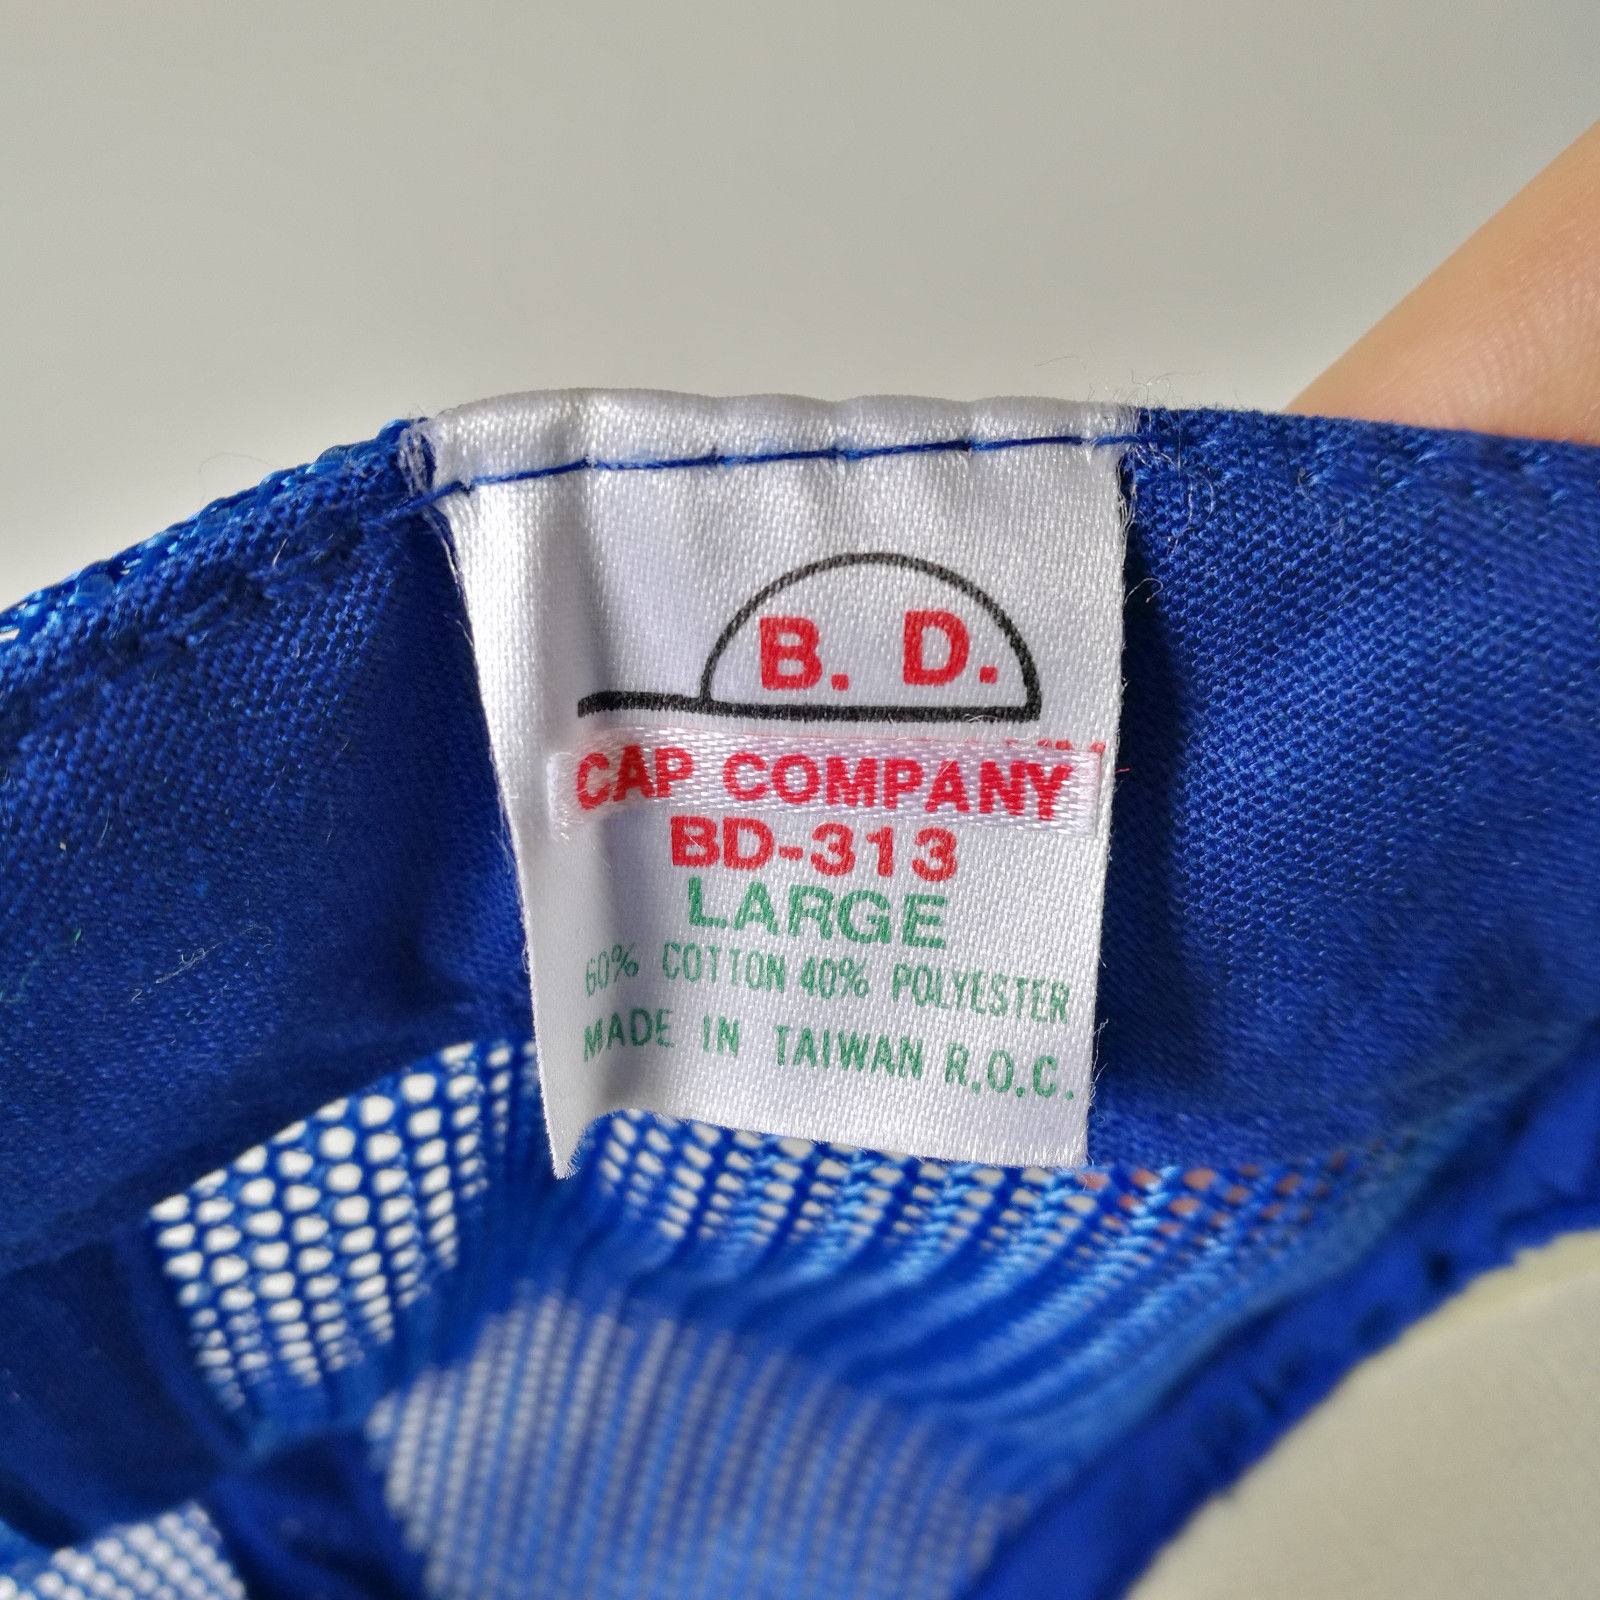 B. D.
CAP COMPANY
BD-313
LARGE
60% COTTON 40% POLYESTER
MADE IN TAIWAN R.O.C.